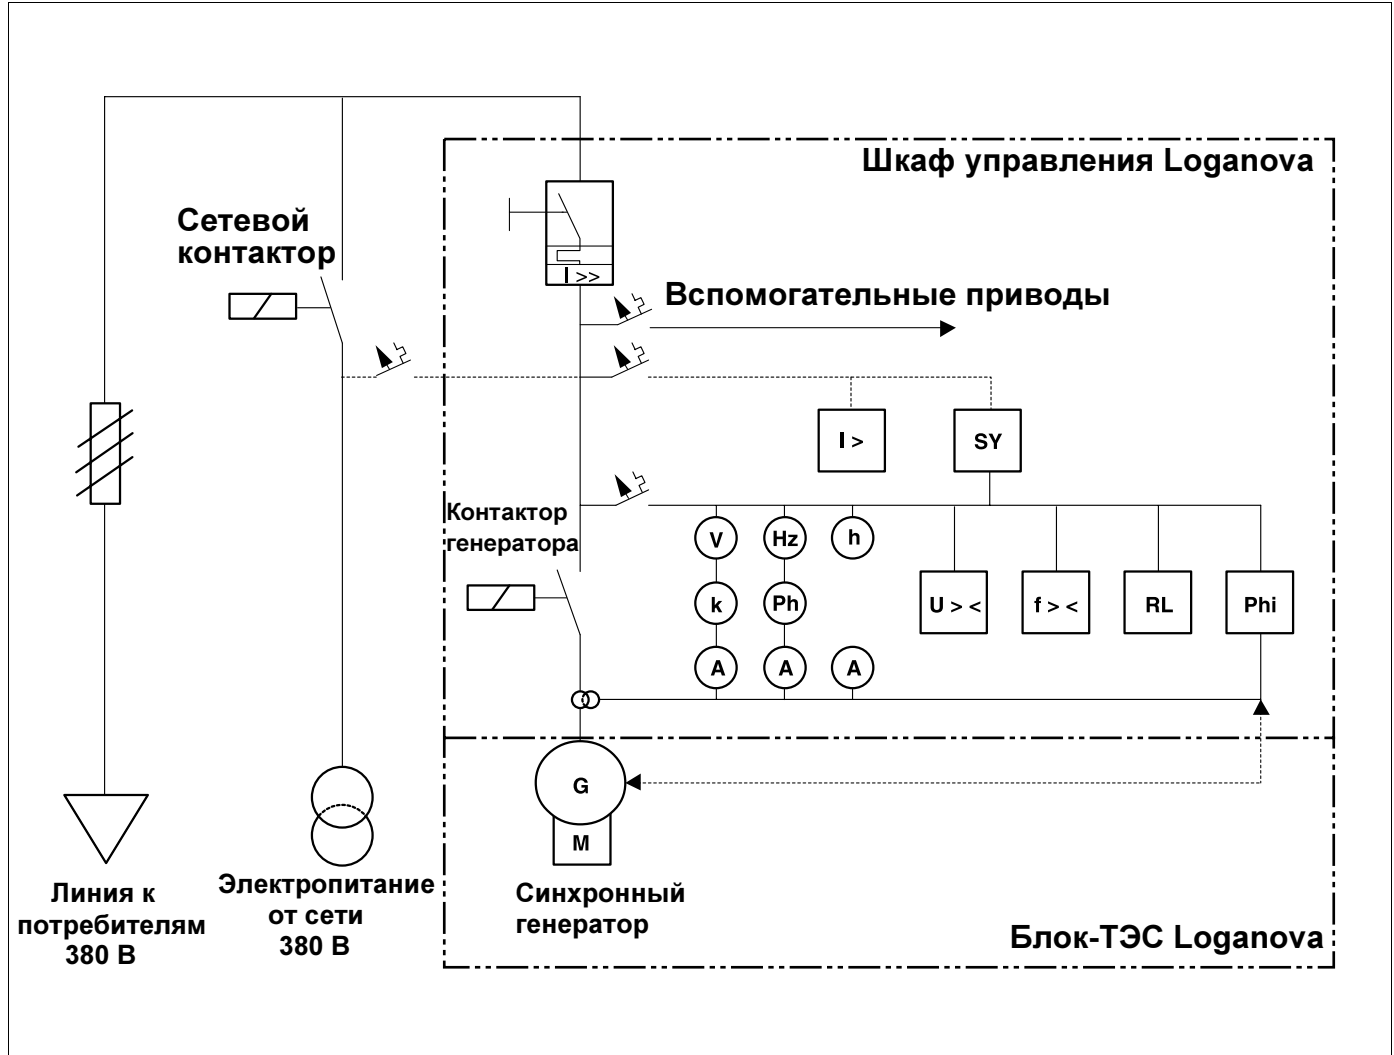 Шкаф управления Loganova
Сетевой
контактор
I >>
Вспомогательные приводы
I >
SY
Контактор
генератора
V
Hz
h
k
Ph
U > <
f > <
RL
Phi
A
A
A
G
M
Линия к
потребителям
380 В
Электропитание
от сети
380 В
Синхронный
генератор
Блок-ТЭС Loganova